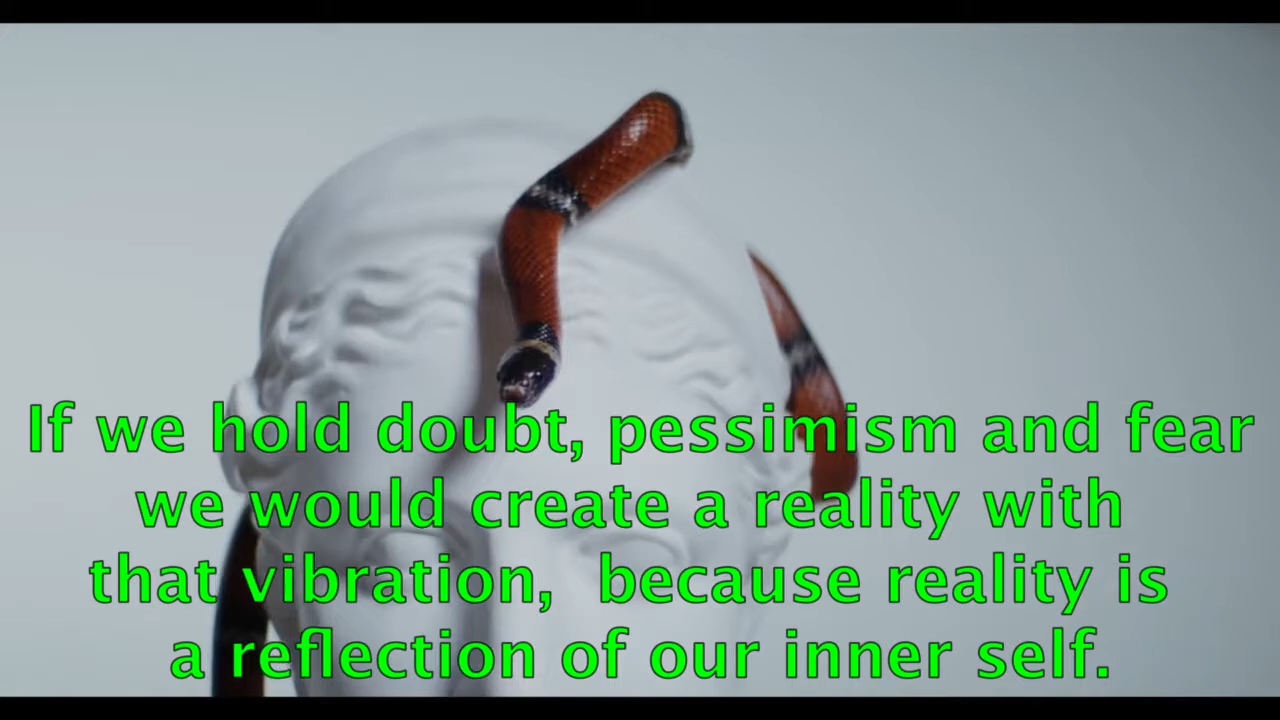 If we hold doubt, pessimism and fear
we would create a reality with
that vibration,  because reality is
a reflection of our inner self.